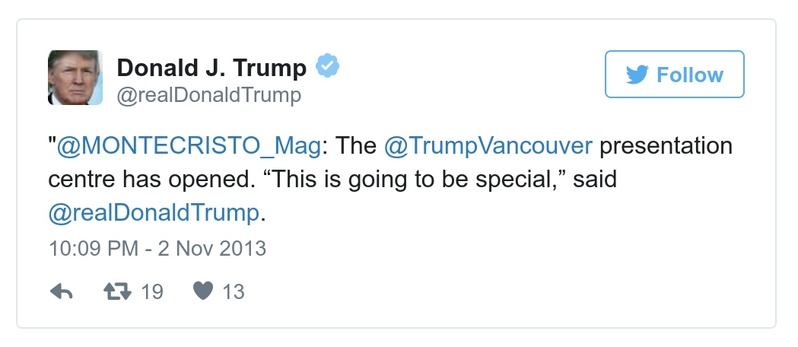 Donald J. Trump
@realDonaldTrump
Follow
"@MONTECRISTO_Mag: The @TrumpVancouver presentation
centre has opened. “This is going to be special,” said
@realDonaldTrump.
10:09 PM - 2 Nov 2013
19
13